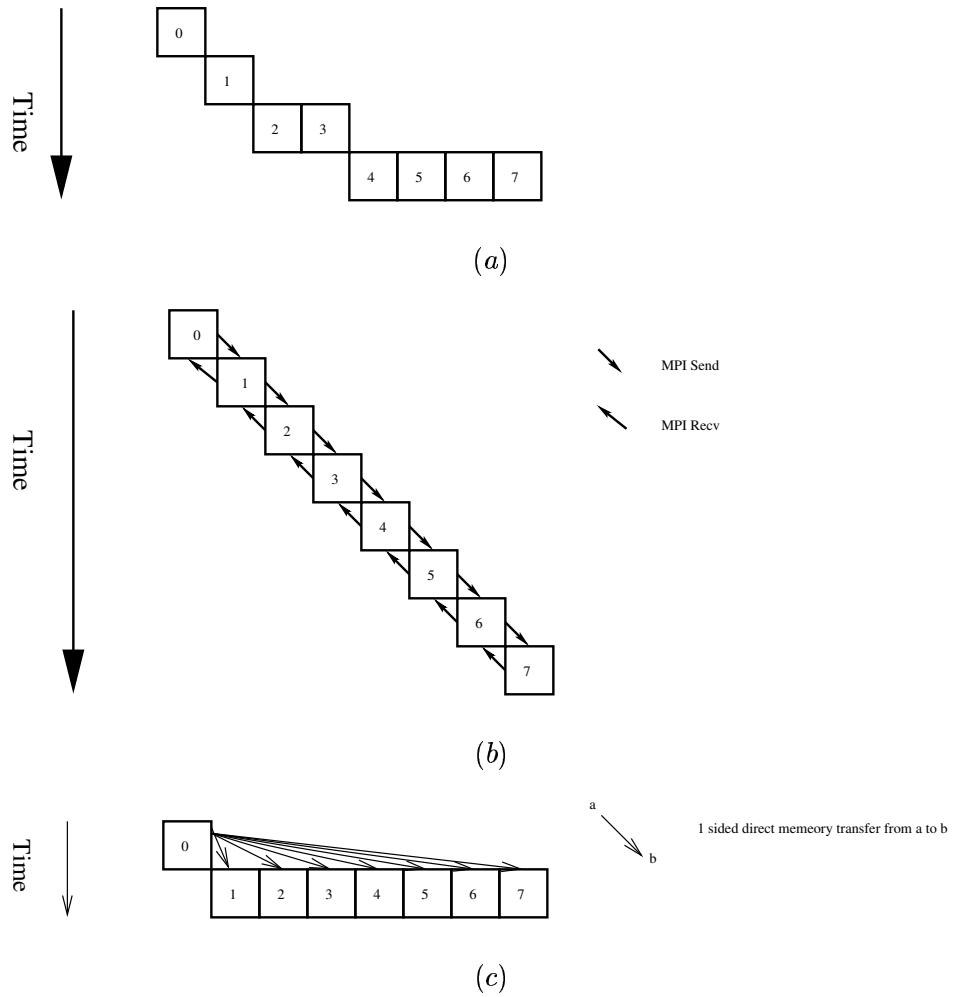 Time
0
1
2 3
4 5 6 7
(a)
Time
0
1
2
3
4
5
6
7
MPI Send
MPI Recv
(b)
Time
0
1 2 3 4 5 6 7
a
b
1 sided direct memeory transfer from a to b
(c)